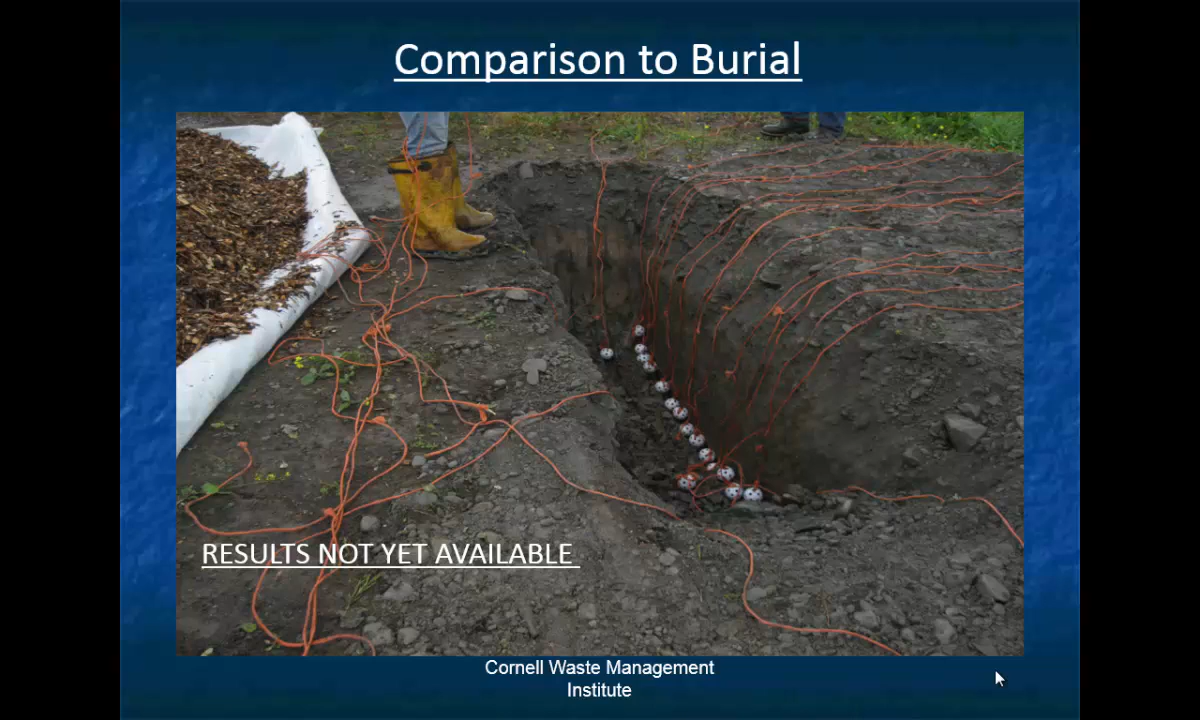 Comparison to Burial
RESULTS NOT YET AVAILABLE
Cornell Waste Management
Institute